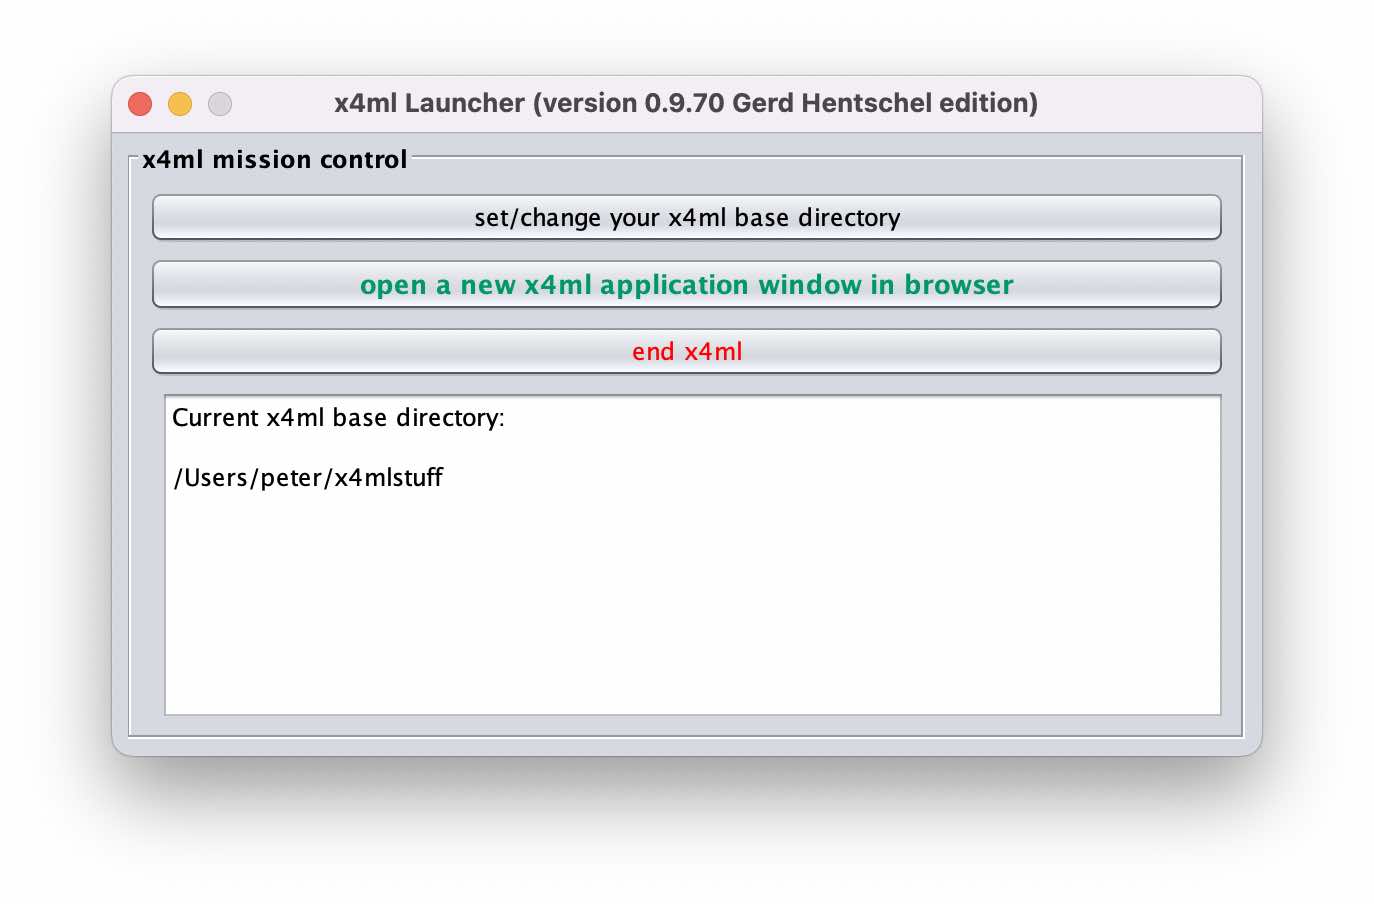 x4ml Launcher (version 0.9.70 Gerd Hentschel edition)
x4ml mission control
set/change your x4ml base directory
open a new x4ml application window in browser
end x4ml
Current x4ml base directory:
/Users/peter/x4mlstuff